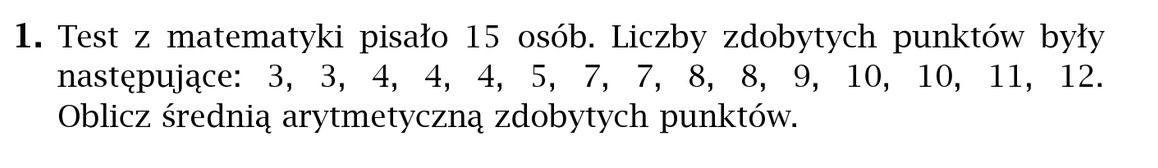 1. Test z matematyki pisało 15 osób. Liczby zdobytych punktów były
następujące: 3, 3, 4, 4, 4, 5, 7, 7, 8, 8, 9, 10, 10, 11, 12.
Oblicz średnią arytmetyczną zdobytych punktów.